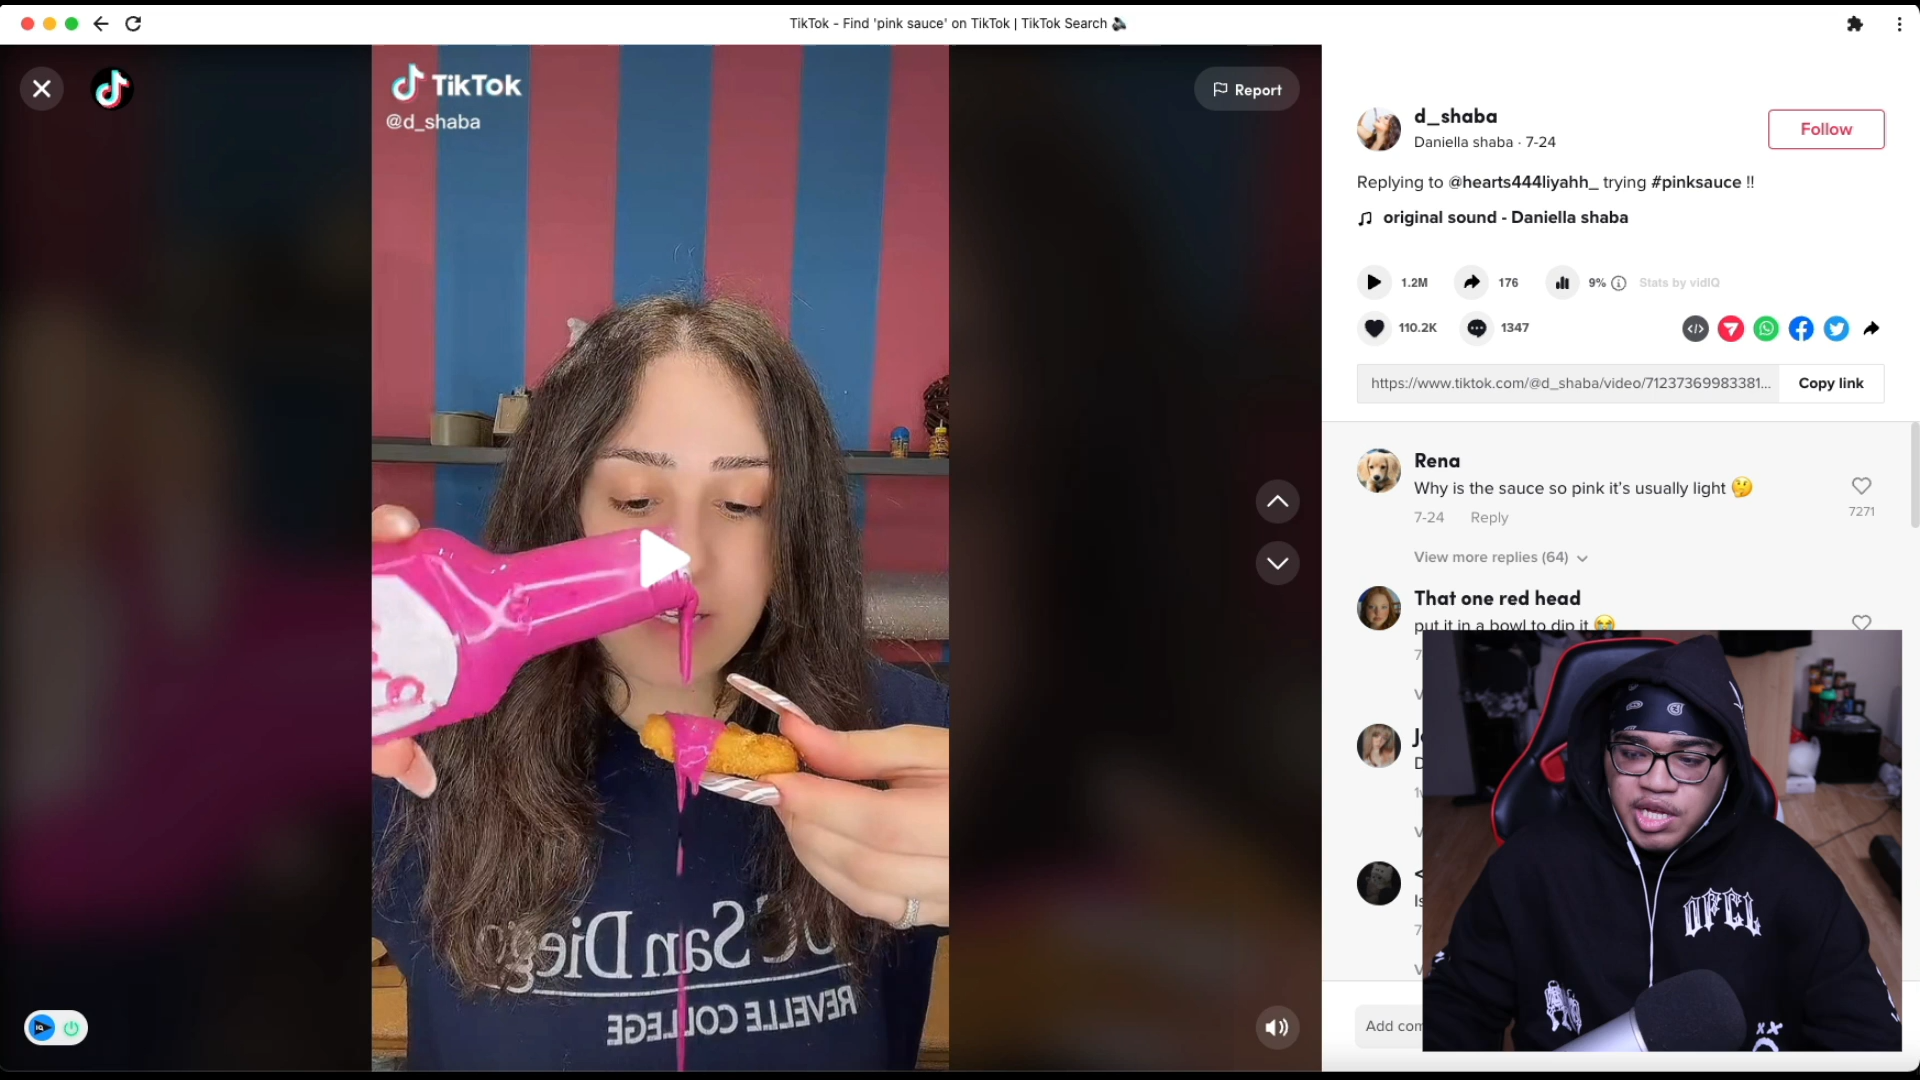 TikTok - Find 'pink sauce' on TikTok | TikTok Search
TikTok
@d_shaba
Report
UC San Diego
REVELLE COLLEGE
d_shaba
Daniella shaba · 7-24
Follow
Replying to @hearts444liyahh_ trying #pinksauce !!
original sound - Daniella shaba
1.2M
176
9%
Stats by vidIQ
110.2K
1347
https://www.tiktok.com/@d_shaba/video/71237369983381...
Copy link
Rena
Why is the sauce so pink it's usually light 🤔
7271
7-24 Reply
View more replies (64)
That one red head
put it in a bowl to dip it 😭
DFCL
Add com